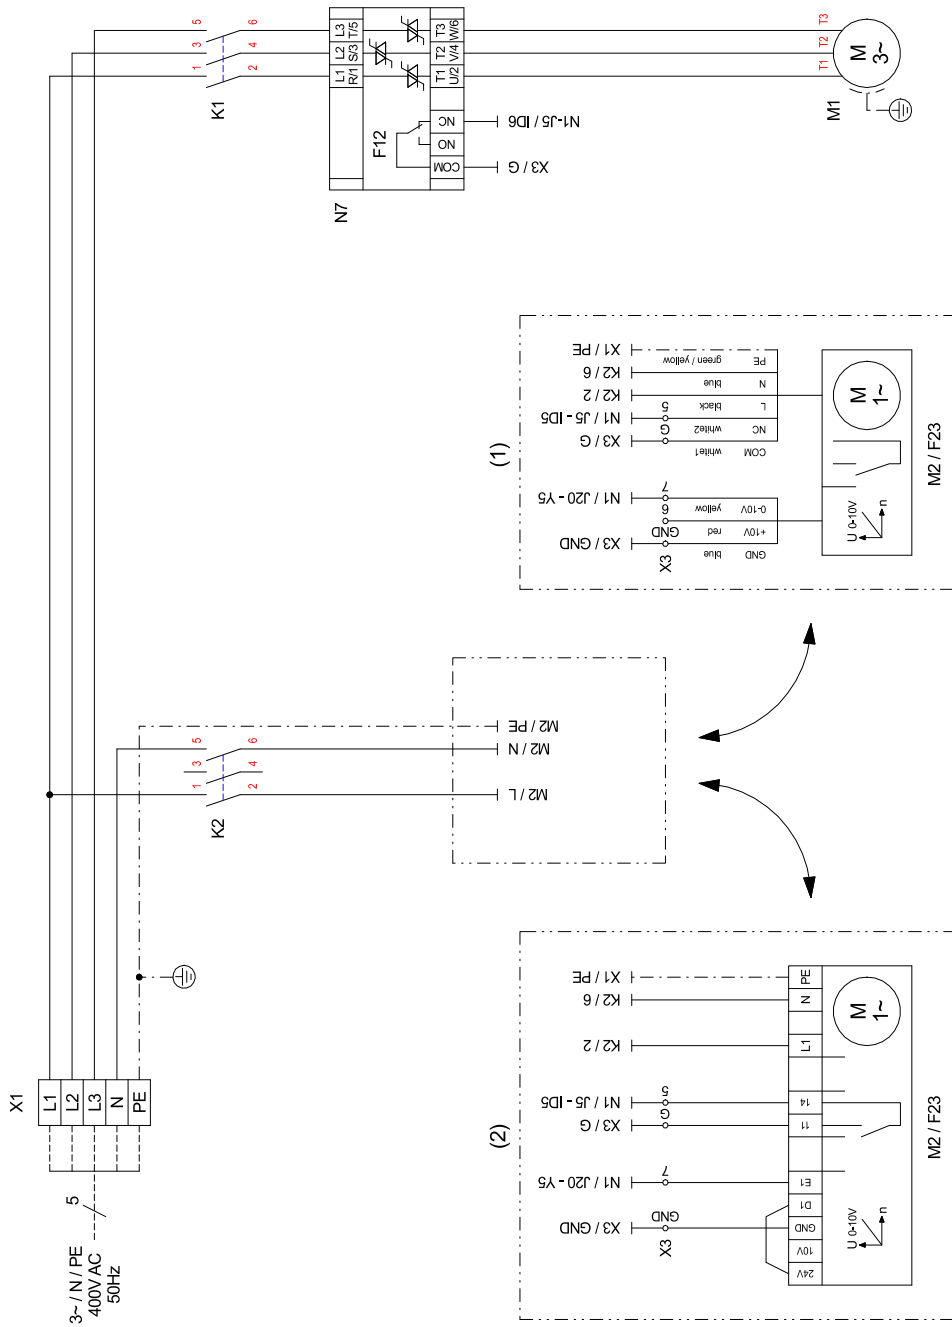 3~ / N / PE
400V AC
50Hz
5
X1
L1
L2
L3
N
PE
K1
1
3
5
2
4
6
N7
L1
R/1
L2
S/3
L3
T/5
T1
U/2
T2
V/4
T3
W/6
F12
COM
NO
NC
X3 / G
N1-J5 / ID6
M1
T1
T2
T3
M
3~
K2
1
3
5
2
4
6
M2 / L
M2 / N
M2 / PE
(1)
X1 / PE
K2 / 6
K2 / 2
N1 / J5 - ID5
X3 / G
N1 / J20 - Y5
X3 / GND
5
G
7
6
GND
X3
PE green / yellow
N blue
L black
NC white2
COM white1
0-10V yellow
+10V red
GND blue
M
1~
U 0-10V
n
M2 / F23
(2)
X1 / PE
K2 / 6
K2 / 2
N1 / J5 - ID5
X3 / G
N1 / J20 - Y5
X3 / GND
5
G
7
GND
X3
PE
N
L1
14
11
E1
D1
GND
10V
24V
M
1~
U 0-10V
n
M2 / F23